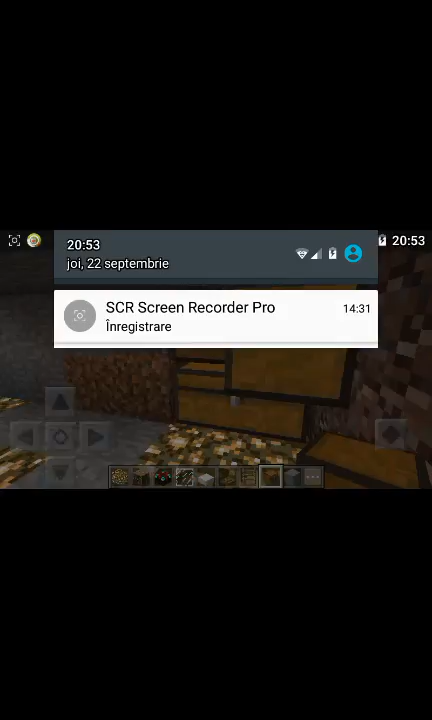 20:53
20:53
joi, 22 septembrie
SCR Screen Recorder Pro
14:31
Înregistrare